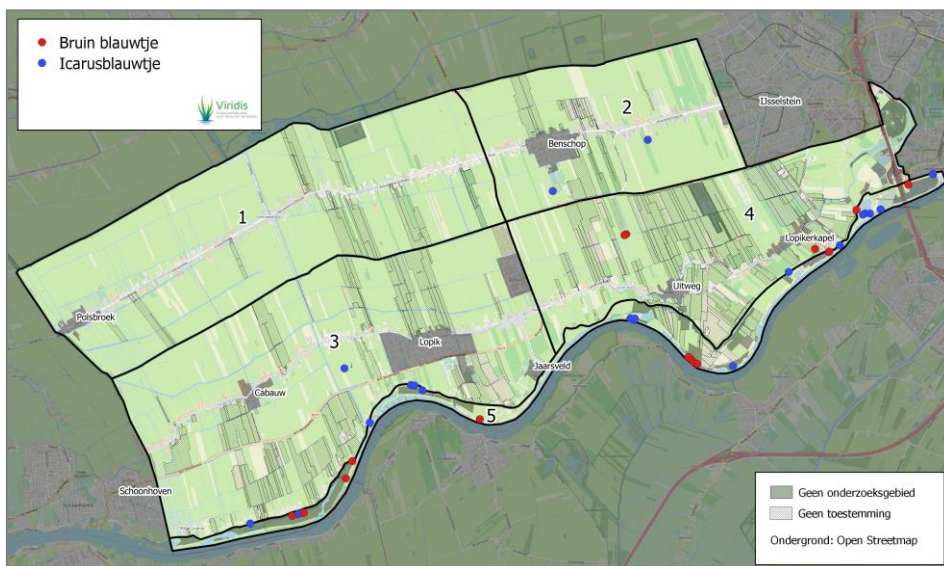 Bruin blauwtje
Icarusblauwtje
Viridis
2
IJsselstein
Benschop
1
4
Lopikerkapel
Polsbroek
Uitweg
3
Lopik
Jaarsveld
Cabauw
5
Schoonhoven
Geen onderzoeksgebied
Geen toestemming
Ondergrond: Open Streetmap